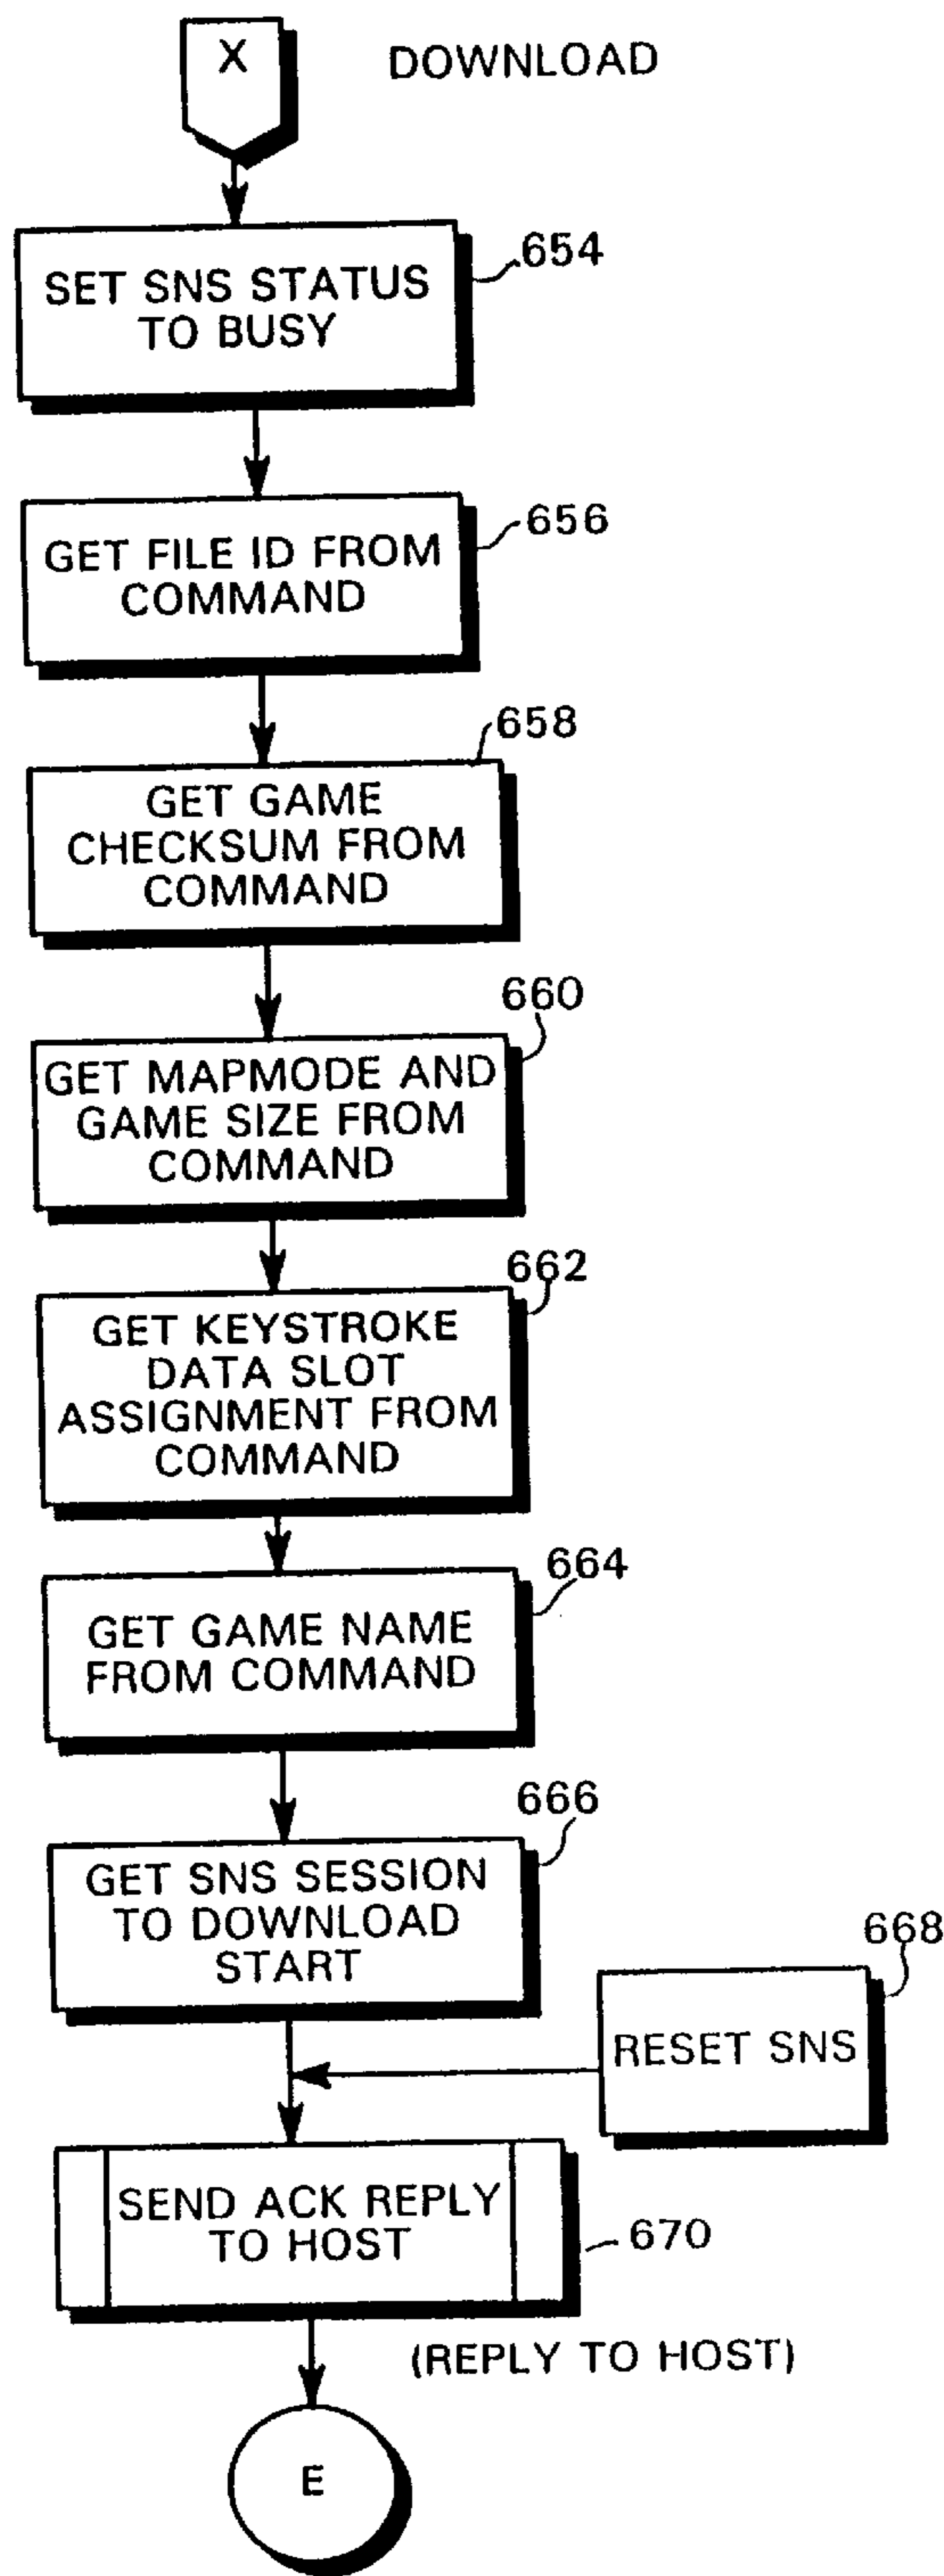 X
DOWNLOAD
SET SNS STATUS
TO BUSY
654
GET FILE ID FROM
COMMAND
656
GET GAME
CHECKSUM FROM
COMMAND
658
GET MAPMODE AND
GAME SIZE FROM
COMMAND
660
GET KEYSTROKE
DATA SLOT
ASSIGNMENT FROM
COMMAND
662
GET GAME NAME
FROM COMMAND
664
GET SNS SESSION
TO DOWNLOAD
START
666
RESET SNS
668
SEND ACK REPLY
TO HOST
670
(REPLY TO HOST)
E